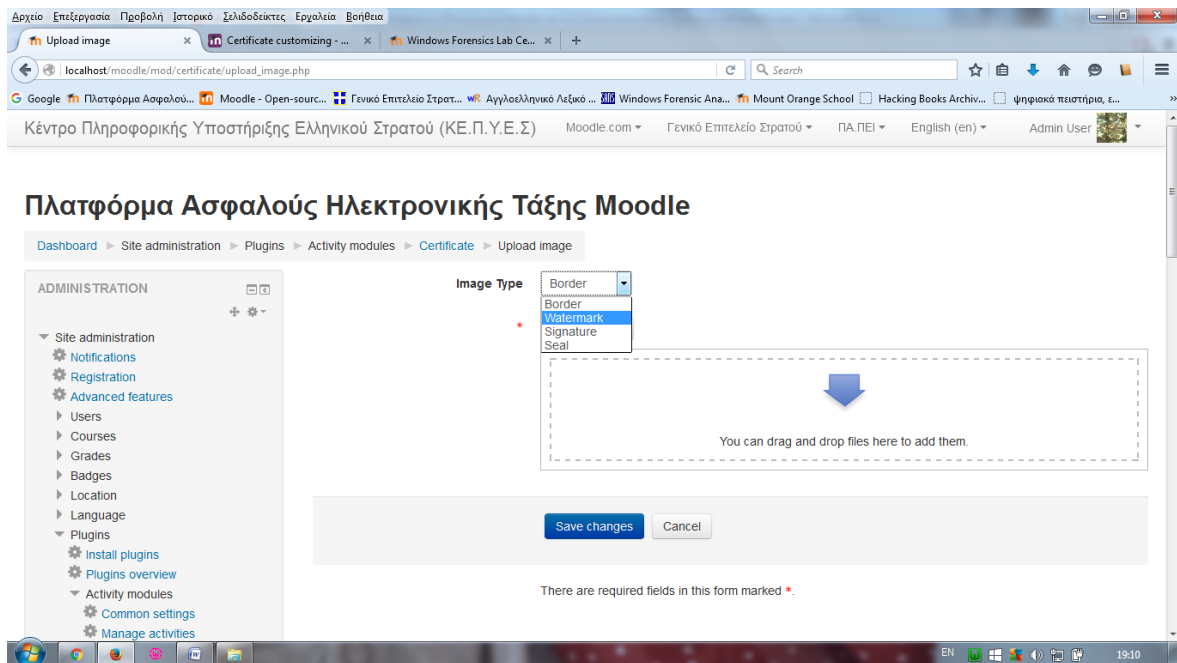 Αρχείο Επεξεργασία Προβολή Ιστορικό Σελιδοδείκτες Εργαλεία Βοήθεια
Upload image × Certificate customizing - ... × Windows Forensics Lab Ce... × +
localhost/moodle/mod/certificate/upload_image.php Search
Google Πλατφόρμα Ασφαλού... Moodle - Open-sourc... Γενικό Επιτελείο Στρατ... Αγγλοελληνικό Λεξικό ... Windows Forensic Ana... Mount Orange School Hacking Books Archiv... ψηφιακά πειστήρια, ε... »
Κέντρο Πληροφορικής Υποστήριξης Ελληνικού Στρατού (ΚΕ.Π.Υ.Ε.Σ) Moodle.com Γενικό Επιτελείο Στρατού ΠΑ.ΠΕΙ English (en) Admin User
Πλατφόρμα Ασφαλούς Ηλεκτρονικής Τάξης Moodle
Dashboard Site administration Plugins Activity modules Certificate Upload image
ADMINISTRATION
Site administration
Notifications
Registration
Advanced features
Users
Courses
Grades
Badges
Location
Language
Plugins
Install plugins
Plugins overview
Activity modules
Common settings
Manage activities
Image Type Border
Border
Watermark
Signature
Seal
*
You can drag and drop files here to add them.
Save changes Cancel
There are required fields in this form marked *.
EN 19:10